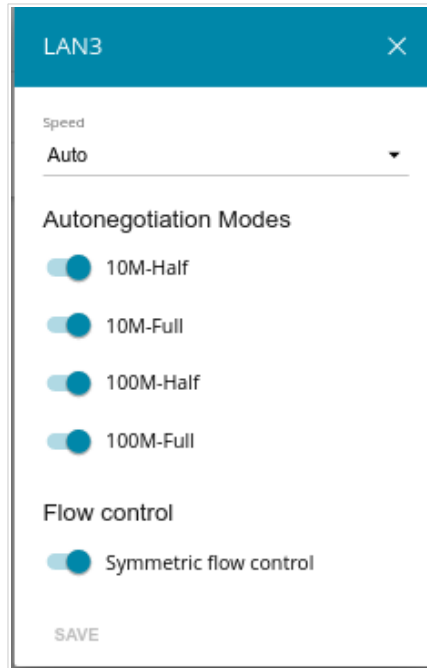 LAN3
Speed
Auto
Autonegotiation Modes
10M-Half
10M-Full
100M-Half
100M-Full
Flow control
Symmetric flow control
SAVE